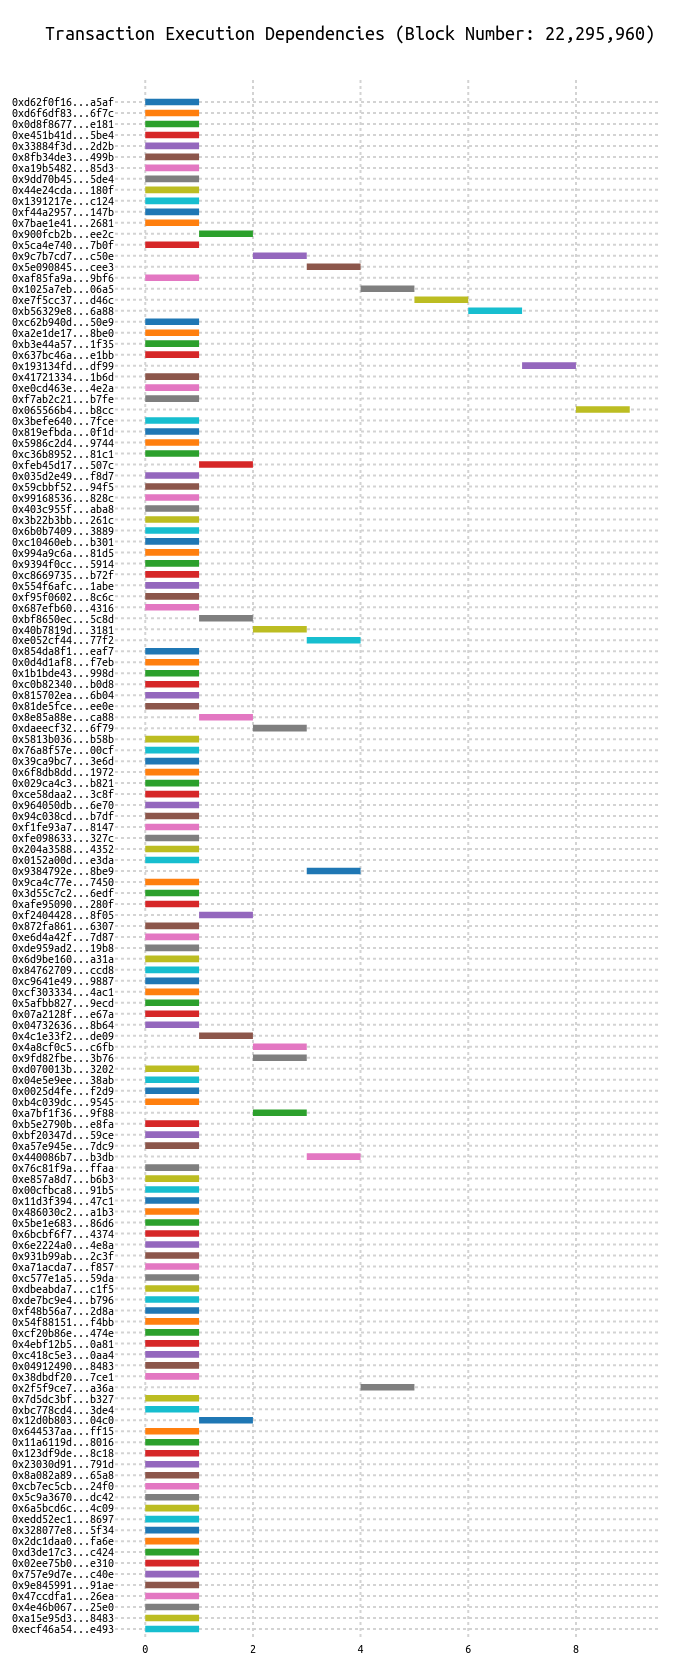 Transaction Execution Dependencies (Block Number: 22,295,960)
0xd62f0f16...a5af
0xd6f6df83...6f7c
0x0d8f8677...e181
0xe451b41d...5be4
0x33884f3d...2d2b
0x8fb34de3...499b
0xa19b5482...85d3
0x9dd70b45...5de4
0x44e24cda...180f
0x1391217e...c124
0xf44a2957...147b
0x7bae1e41...2681
0x900fcb2b...ee2c
0x5ca4e740...7b0f
0x9c7b7cd7...c50e
0x5e090845...cee3
0xaf85fa9a...9bf6
0x1025a7eb...06a5
0xe7f5cc37...d46c
0xb56329e8...6a88
0xc62b940d...50e9
0xa2e1de17...8be0
0xb3e44a57...1f35
0x637bc46a...e1bb
0x193134fd...df99
0x41721334...1b6d
0xe0cd463e...4e2a
0xf7ab2c21...b7fe
0x065566b4...b8cc
0x3befe640...7fce
0x819efbda...0f1d
0x5986c2d4...9744
0xc36b8952...81c1
0xfeb45d17...507c
0x035d2e49...f8d7
0x59cbbf52...94f5
0x99168536...828c
0x403c955f...aba8
0x3b22b3bb...261c
0x6b0b7409...3889
0xc10460eb...b301
0x994a9c6a...81d5
0x9394f0cc...5914
0xc8669735...b72f
0x554f6afc...1abe
0xf95f0602...8c6c
0x687efb60...4316
0xbf8650ec...5c8d
0x40b7819d...3181
0xe052cf44...77f2
0x854da8f1...eaf7
0x0d4d1af8...f7eb
0x1b1bde43...998d
0xc0b82340...b0d8
0x815702ea...6b04
0x81de5fce...ee0e
0x8e85a88e...ca88
0xdaeecf32...6f79
0x5813b036...b58b
0x76a8f57e...00cf
0x39ca9bc7...3e6d
0x6f8db8dd...1972
0x029ca4c3...b821
0xce58daa2...3c8f
0x964050db...6e70
0x94c038cd...b7df
0xf1fe93a7...8147
0xfe098633...327c
0x204a3588...4352
0x0152a00d...e3da
0x9384792e...8be9
0x9ca4c77e...7450
0x3d55c7c2...6edf
0xafe95090...280f
0xf2404428...8f05
0x872fa861...6307
0xe6d4a42f...7d87
0xde959ad2...19b8
0x6d9be160...a31a
0x84762709...ccd8
0xc9641e49...9887
0xcf303334...4ac1
0x5afbb827...9ecd
0x07a2128f...e67a
0x04732636...8b64
0x4c1e33f2...de09
0x4a8cf0c5...c6fb
0x9fd82fbe...3b76
0xd070013b...3202
0x04e5e9ee...38ab
0x0025d4fe...f2d9
0xb4c039dc...9545
0xa7bf1f36...9f88
0xb5e2790b...e8fa
0xbf20347d...59ce
0xa57e945e...7dc9
0x440086b7...b3db
0x76c81f9a...ffaa
0xe857a8d7...b6b3
0x00cfbca8...91b5
0x11d3f394...47c1
0x486030c2...a1b3
0x5be1e683...86d6
0x6bcbf6f7...4374
0x6e2224a0...4e8a
0x931b99ab...2c3f
0xa71acda7...f857
0xc577e1a5...59da
0xdbeabda7...c1f5
0xde7bc9e4...b796
0xf48b56a7...2d8a
0x54f88151...f4bb
0xcf20b86e...474e
0x4ebf12b5...0a81
0xc418c5e3...0aa4
0x04912490...8483
0x38dbdf20...7ce1
0x2f5f9ce7...a36a
0x7d5dc3bf...b327
0xbc778cd4...3de4
0x12d0b803...04c0
0x644537aa...ff15
0x11a6119d...8016
0x123df9de...8c18
0x23030d91...791d
0x8a082a89...65a8
0xcb7ec5cb...24f0
0x5c9a3670...dc42
0x6a5bcd6c...4c09
0xedd52ec1...8697
0x328077e8...5f34
0x2dc1daa0...fa6e
0xd3de17c3...c424
0x02ee75b0...e310
0x757e9d7e...c40e
0x9e845991...91ae
0x47ccdfa1...26ea
0x4e46b067...25e0
0xa15e95d3...8483
0xecf46a54...e493
0 2 4 6 8